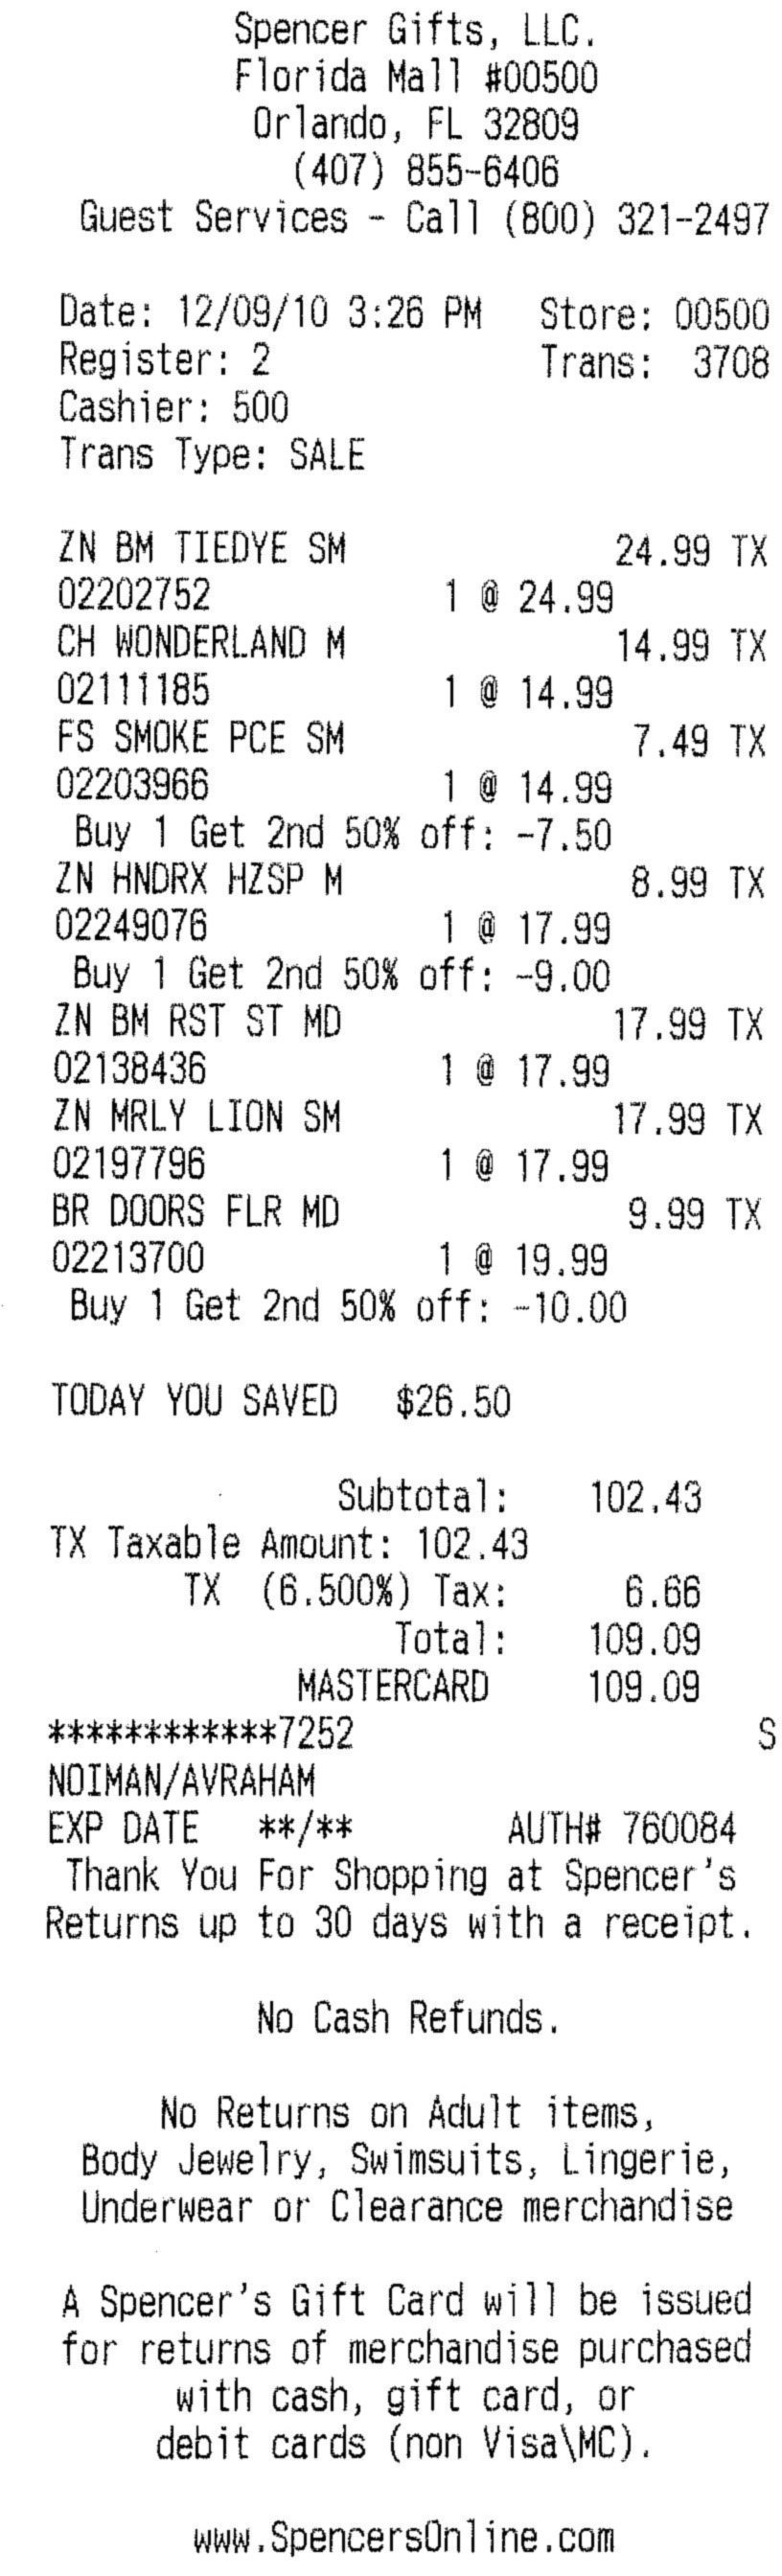 Spencer Gifts, LLC.
Florida Mall #00500
Orlando, FL 32809
(407) 855-6406
Guest Services - Call (800) 321-2497
Date: 12/09/10 3:26 PM Store: 00500
Register: 2 Trans: 3708
Cashier: 500
Trans Type: SALE
ZN BM TIEDYE SM 24.99 TX
02202752 1 @ 24.99
CH WONDERLAND M 14.99 TX
02111185 1 @ 14.99
FS SMOKE PCE SM 7.49 TX
02203966 1 @ 14.99
Buy 1 Get 2nd 50% off: -7.50
ZN HNDRX HZSP M 8.99 TX
02249076 1 @ 17.99
Buy 1 Get 2nd 50% off: -9.00
ZN BM RST ST MD 17.99 TX
02138436 1 @ 17.99
ZN MRLY LION SM 17.99 TX
02197796 1 @ 17.99
BR DOORS FLR MD 9.99 TX
02213700 1 @ 19.99
Buy 1 Get 2nd 50% off: -10.00
TODAY YOU SAVED $26.50
Subtotal: 102.43
TX Taxable Amount: 102.43
TX (6.500%) Tax: 6.66
Total: 109.09
MASTERCARD 109.09
************7252 S
NOIMAN/AVRAHAM
EXP DATE **/** AUTH# 760084
Thank You For Shopping at Spencer's
Returns up to 30 days with a receipt.
No Cash Refunds.
No Returns on Adult items,
Body Jewelry, Swimsuits, Lingerie,
Underwear or Clearance merchandise
A Spencer's Gift Card will be issued
for returns of merchandise purchased
with cash, gift card, or
debit cards (non Visa\MC).
www.SpencersOnline.com